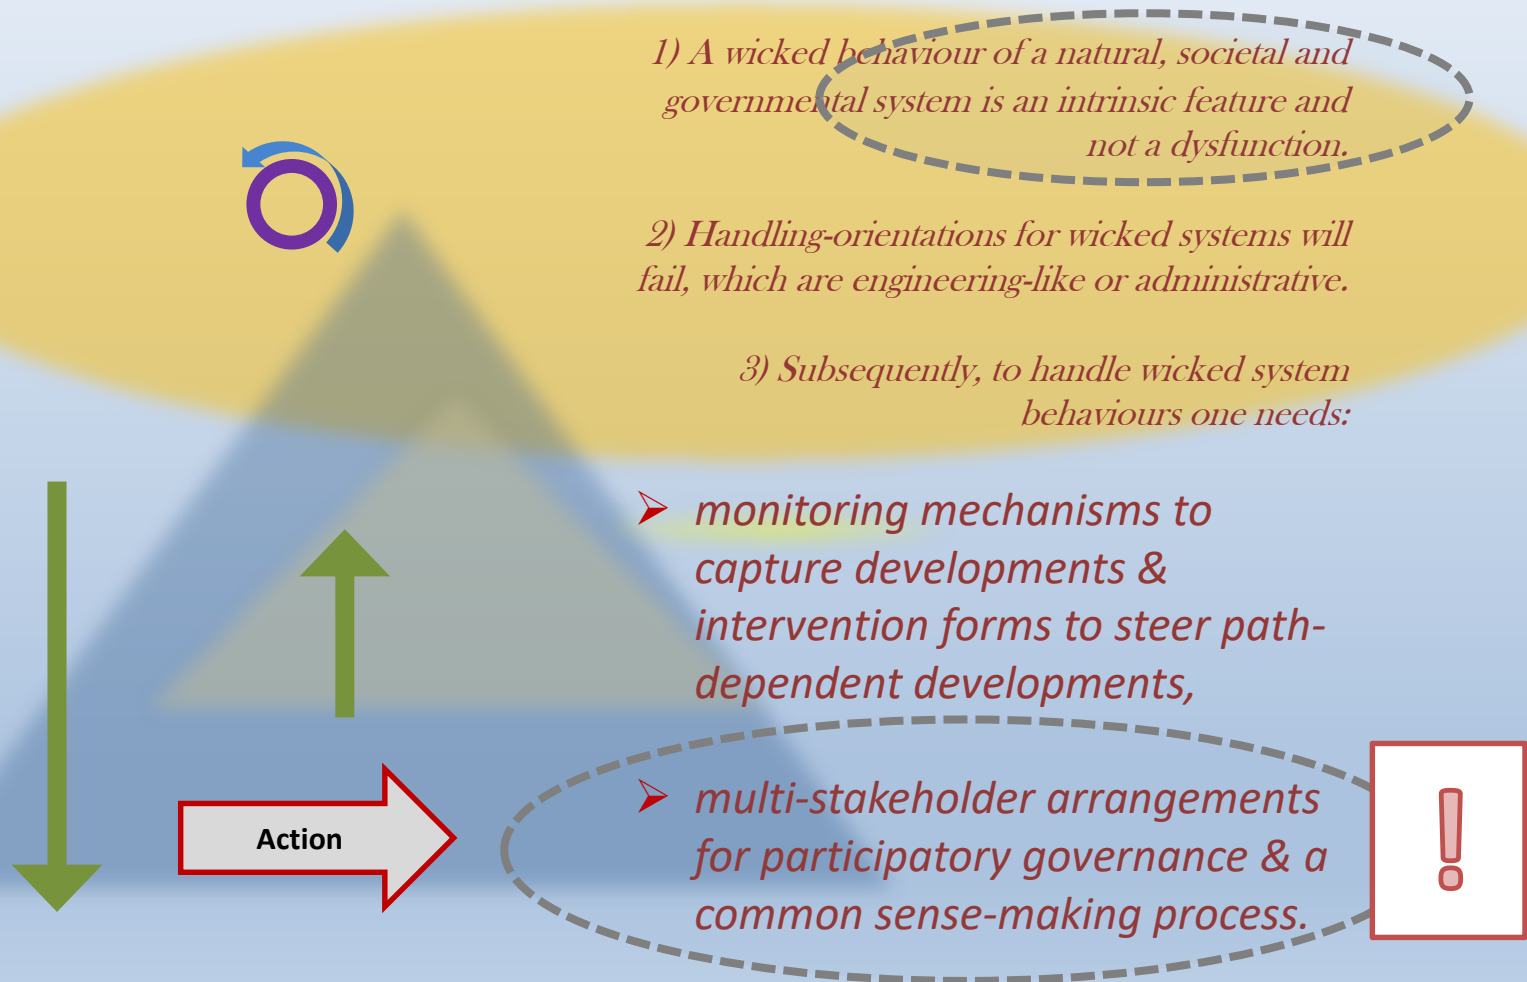 1) A wicked behaviour of a natural, societal and
governmental system is an intrinsic feature and
not a dysfunction.
2) Handling-orientations for wicked systems will
fail, which are engineering-like or administrative.
3) Subsequently, to handle wicked system
behaviours one needs:
➢ monitoring mechanisms to
capture developments &
intervention forms to steer path-
dependent developments,
➢ multi-stakeholder arrangements
for participatory governance & a
common sense-making process.
Action
!